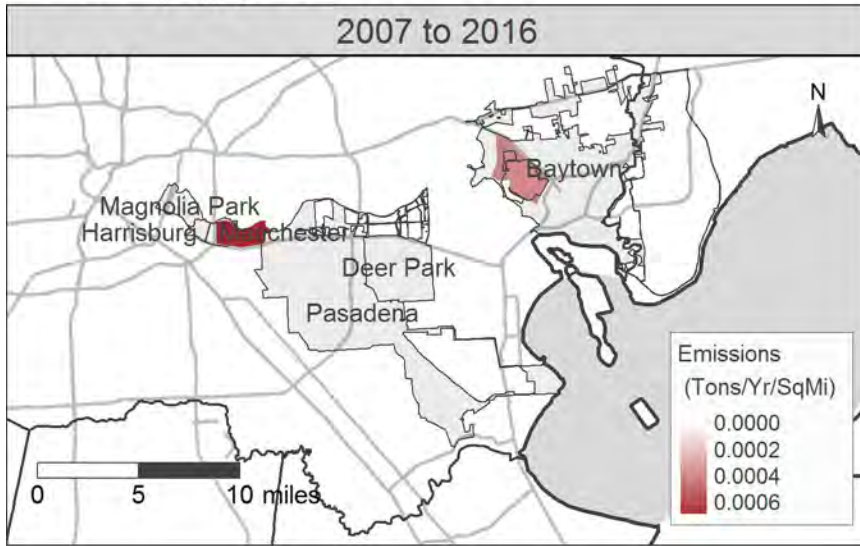 2007 to 2016
N
Baytown
Magnolia Park
Harrisburg Manchester
Deer Park
Pasadena
Emissions
(Tons/Yr/SqMi)
0.0000
0.0002
0.0004
0.0006
0 5 10 miles